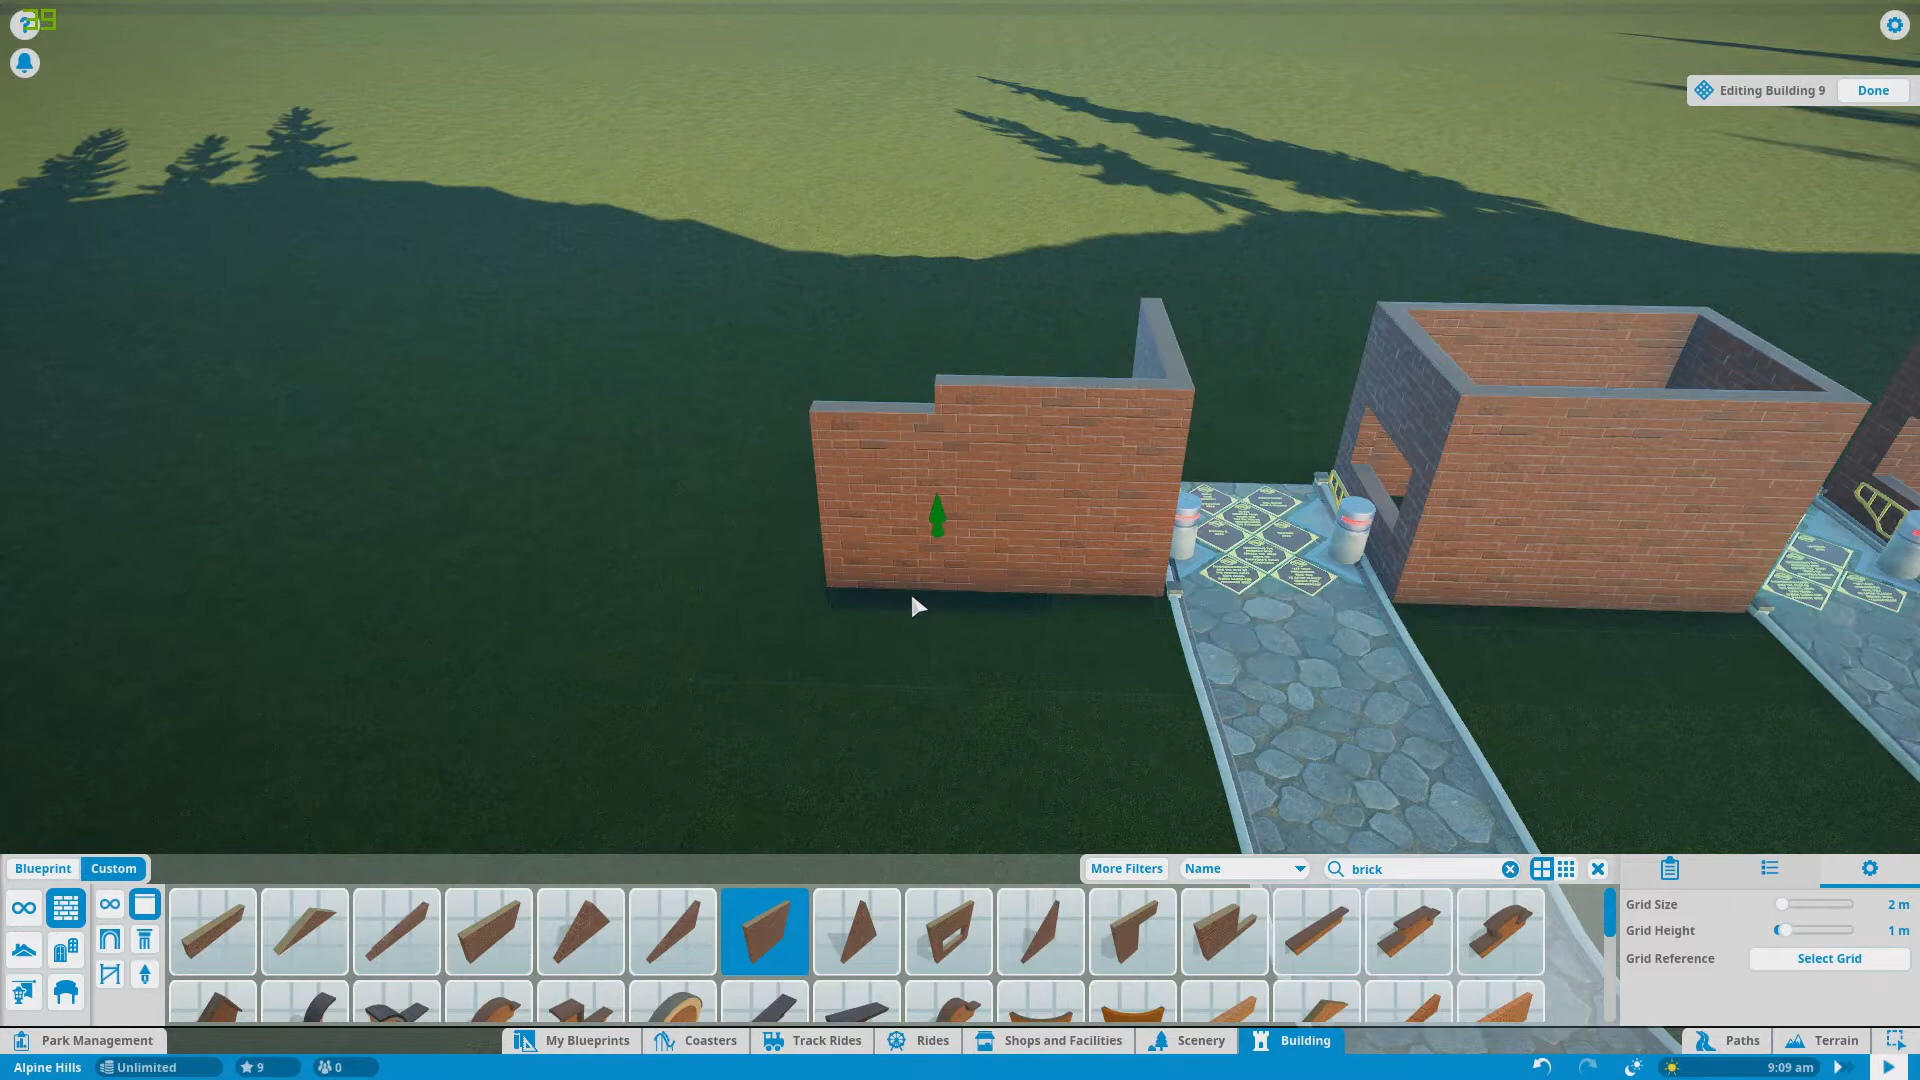 ?
39
Editing Building 9
Done
Blueprint
Custom
More Filters
Name
brick
Grid Size
2 m
Grid Height
1 m
Grid Reference
Select Grid
Park Management
My Blueprints
Coasters
Track Rides
Rides
Shops and Facilities
Scenery
Building
Paths
Terrain
Alpine Hills
Unlimited
9
0
9:09 am